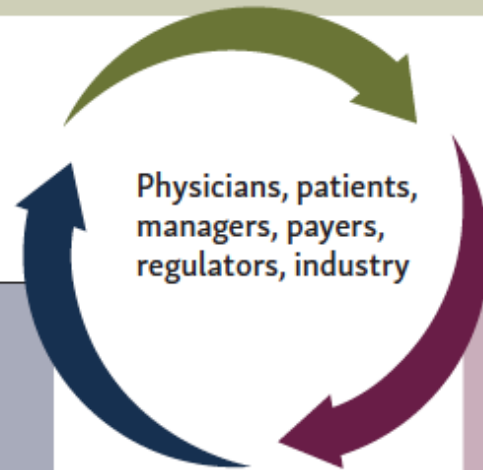 Physicians, patients,
managers, payers,
regulators, industry